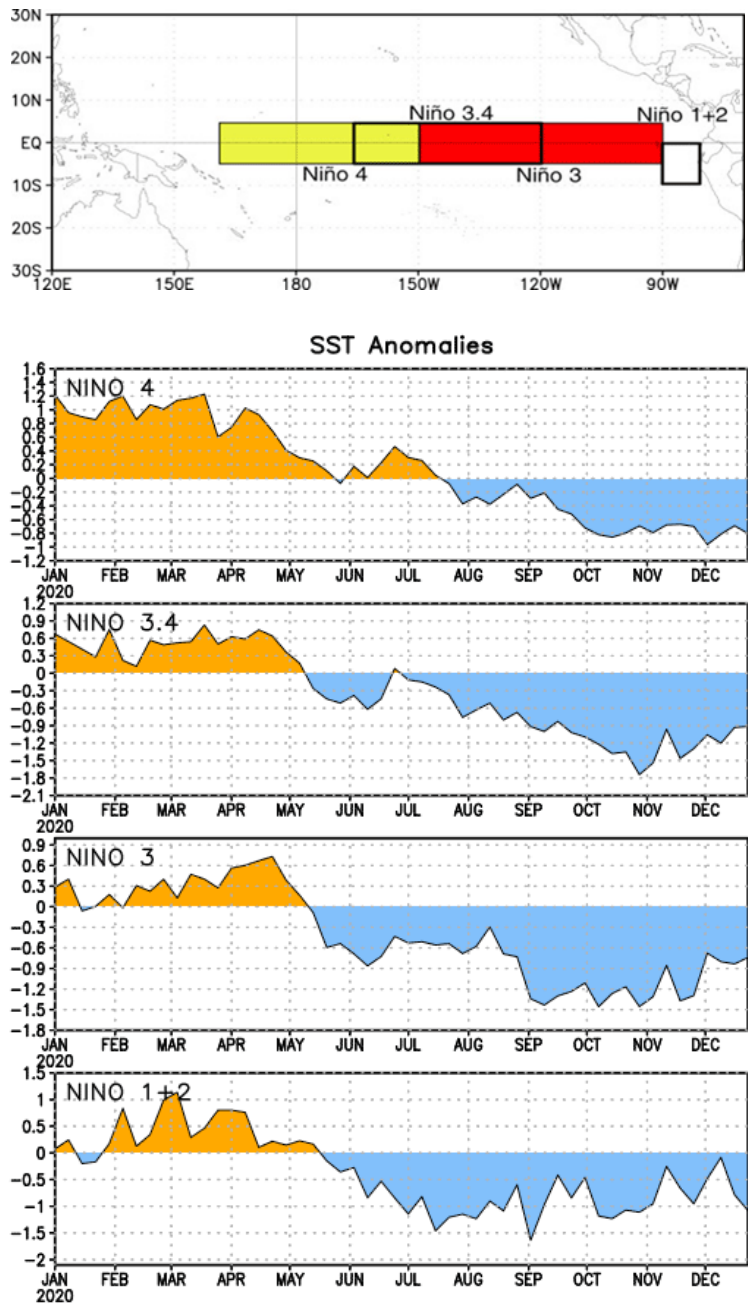 30N
20N
10N
Niño 3.4
Niño 1+2
EQ
Niño 4
Niño 3
10S
20S
30S
120E 150E 180 150W 120W 90W
SST Anomalies
NINO 4
1.6
1.4
1.2
1
0.8
0.6
0.4
0.2
0
-0.2
-0.4
-0.6
-0.8
-1
-1.2
JAN FEB MAR APR MAY JUN JUL AUG SEP OCT NOV DEC
2020
NINO 3.4
1.2
0.9
0.6
0.3
0
-0.3
-0.6
-0.9
-1.2
-1.5
-1.8
-2.1
JAN FEB MAR APR MAY JUN JUL AUG SEP OCT NOV DEC
2020
NINO 3
0.9
0.6
0.3
0
-0.3
-0.6
-0.9
-1.2
-1.5
-1.8
JAN FEB MAR APR MAY JUN JUL AUG SEP OCT NOV DEC
2020
NINO 1+2
1.5
1
0.5
0
-0.5
-1
-1.5
-2
JAN FEB MAR APR MAY JUN JUL AUG SEP OCT NOV DEC
2020